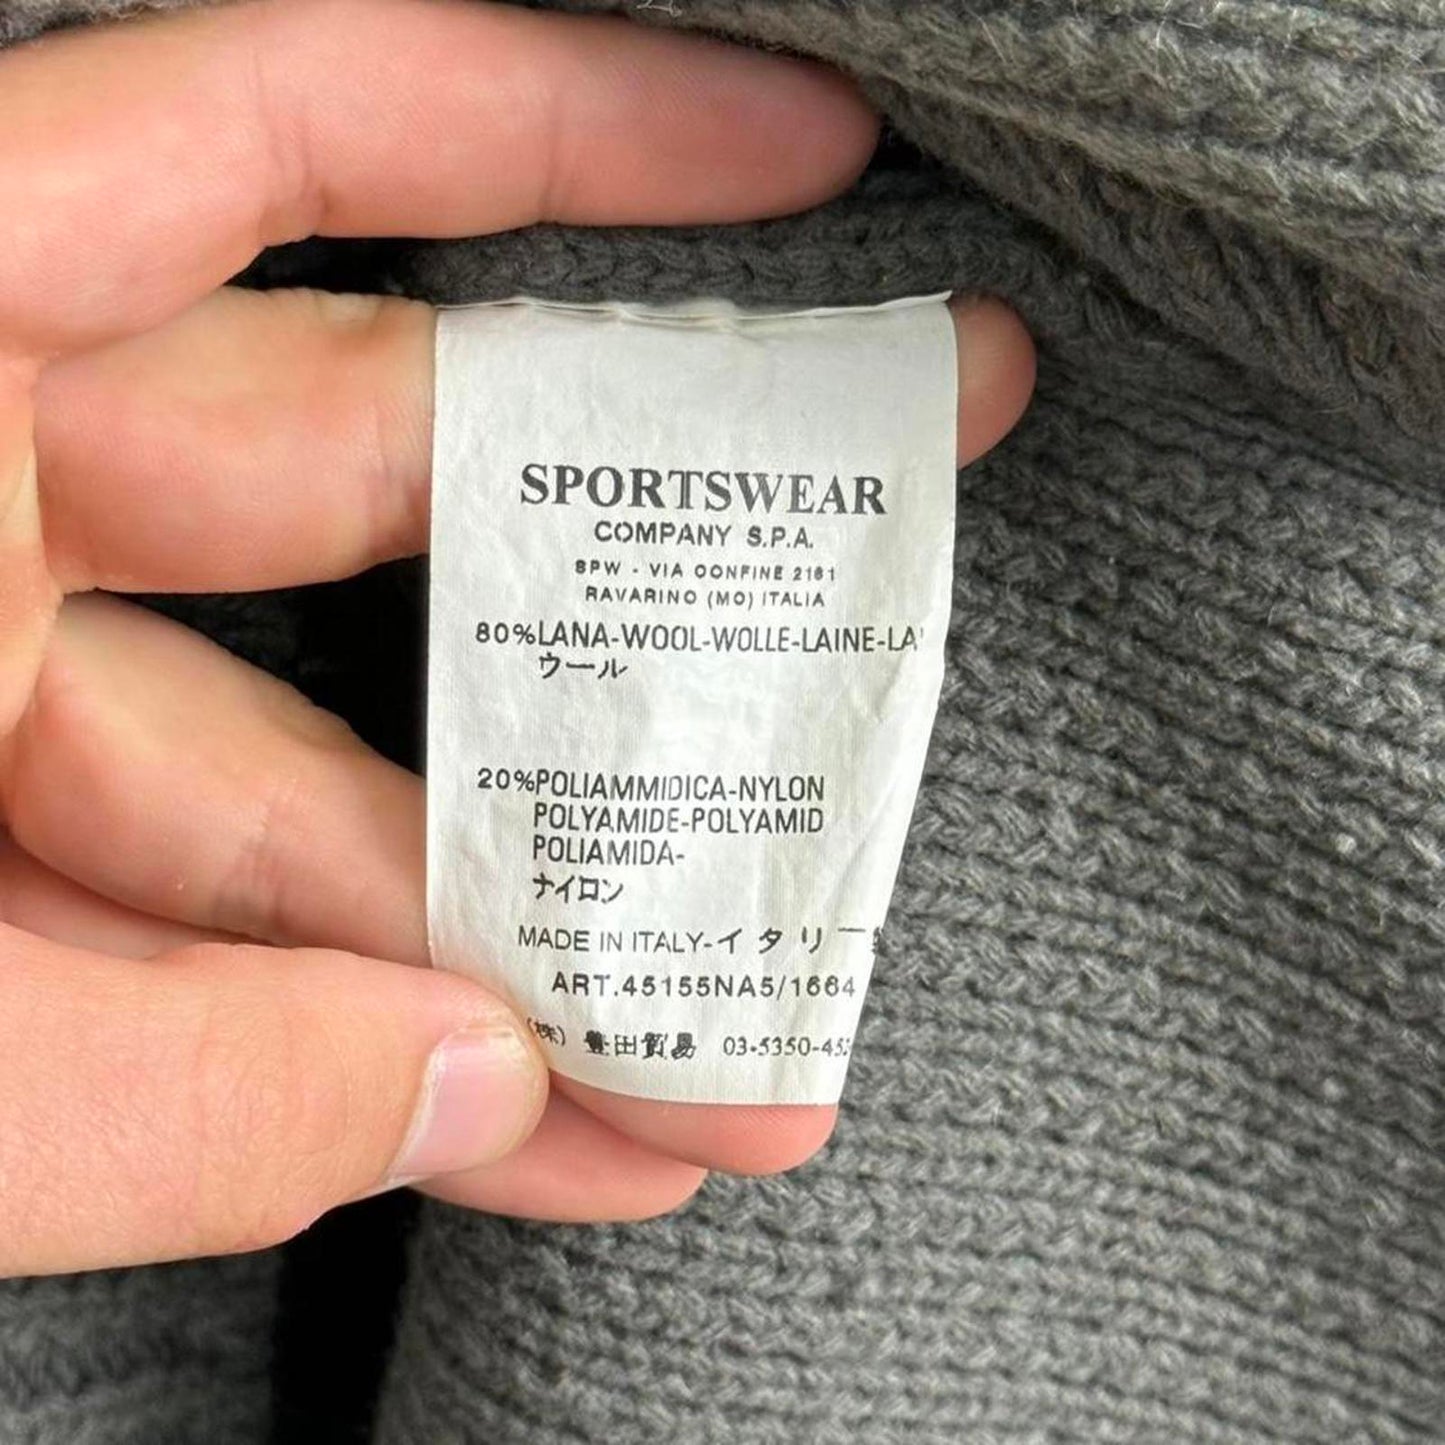 SPORTSWEAR
COMPANY S.P.A.
SPW - VIA CONFINE 2161
RAVARINO (MO) ITALIA
80%LANA-WOOL-WOLLE-LAINE-LA
ウール
20%POLIAMMIDICA-NYLON
POLYAMIDE-POLYAMID
POLIAMIDA-
ナイロン
MADE IN ITALY-イタリー
ART.45155NA5/1664
(株) 豊田貿易 03-5350-45